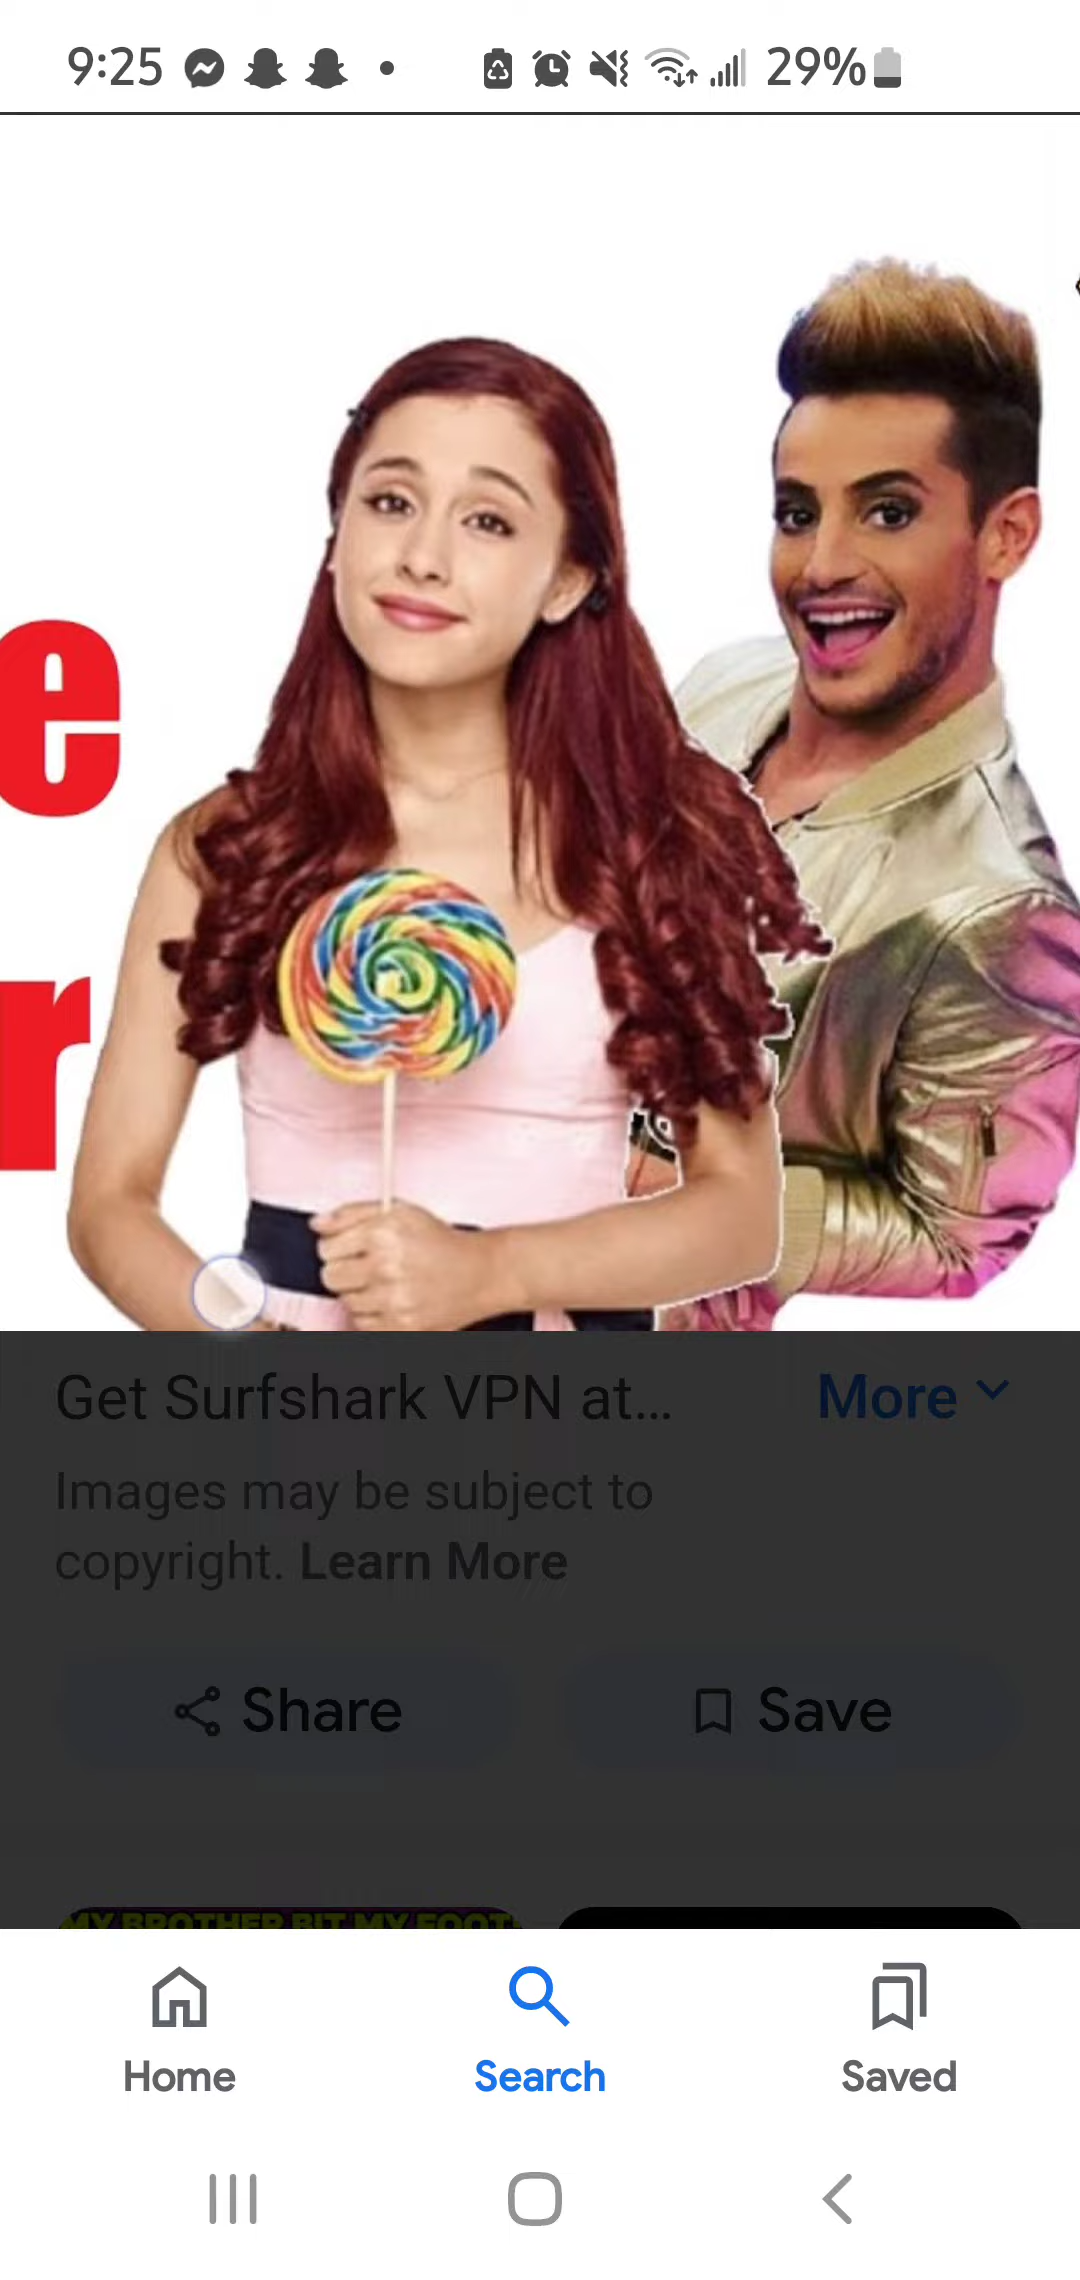 9:25 29%
e
r
Get Surfshark VPN at...
More
Images may be subject to
copyright. Learn More
Share
Save
MY BROTHER BIT MY FOOT
Home
Search
Saved